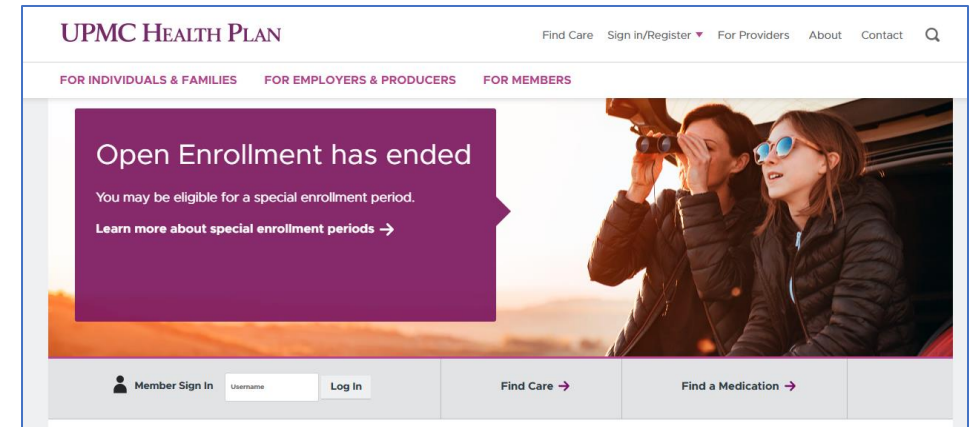 UPMC HEALTH PLAN
Find Care Sign in/Register For Providers About Contact
FOR INDIVIDUALS & FAMILIES FOR EMPLOYERS & PRODUCERS FOR MEMBERS
Open Enrollment has ended
You may be eligible for a special enrollment period.
Learn more about special enrollment periods →
Member Sign In Username Log In Find Care → Find a Medication →